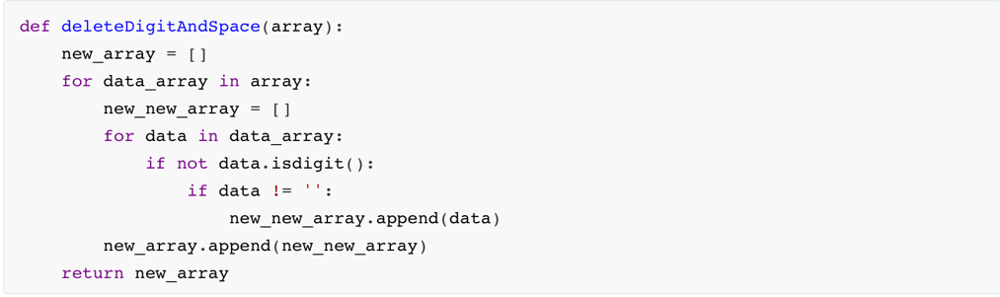 def deleteDigitAndSpace(array):
    new_array = []
    for data_array in array:
        new_new_array = []
        for data in data_array:
            if not data.isdigit():
                if data != '':
                    new_new_array.append(data)
        new_array.append(new_new_array)
    return new_array